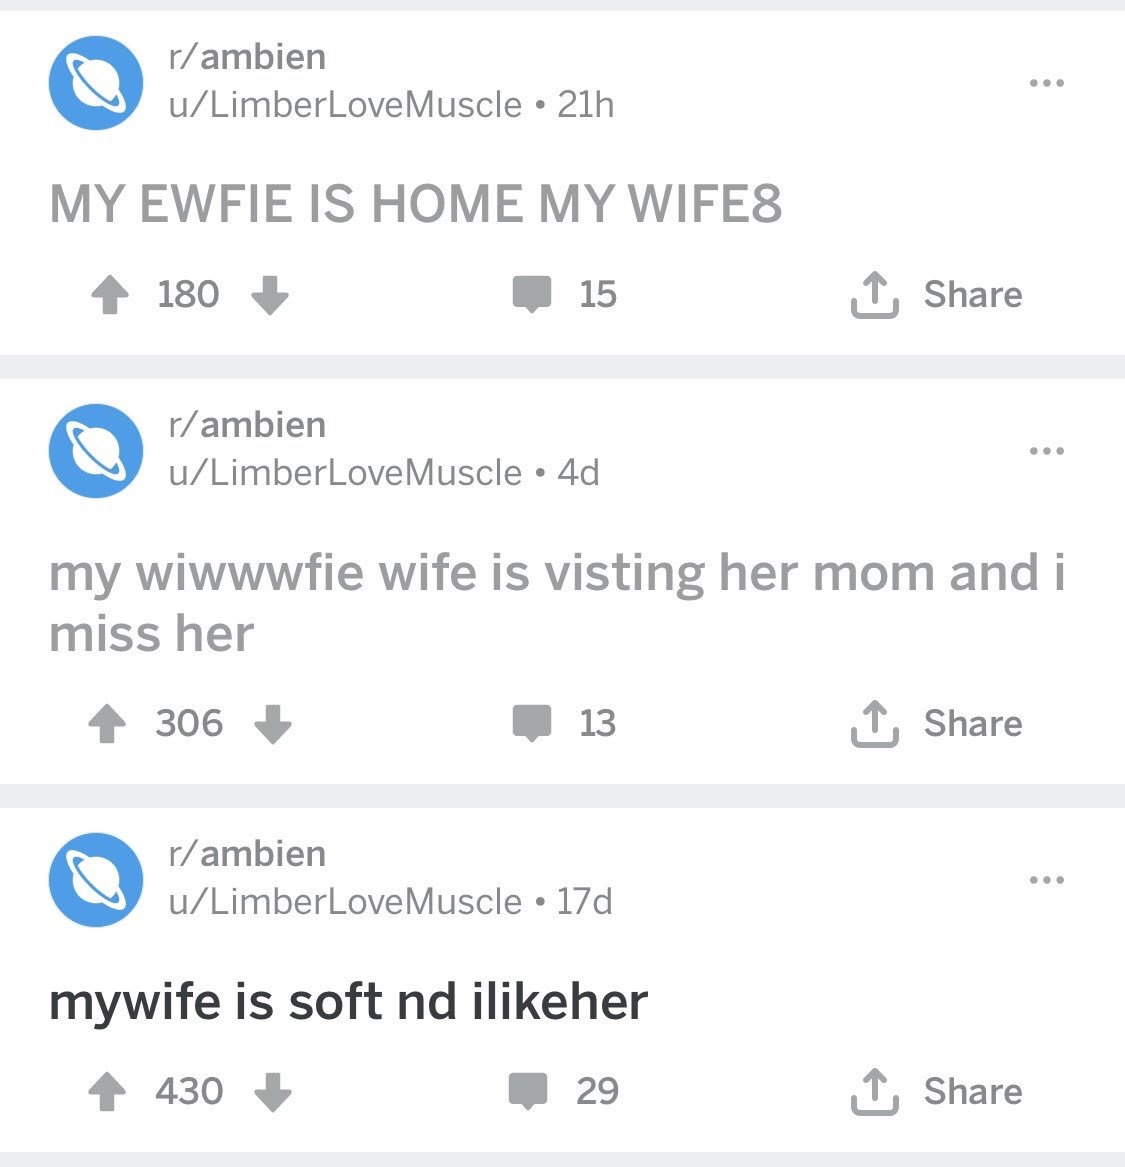 r/ambien
u/LimberLoveMuscle • 21h
MY EWFIE IS HOME MY WIFE8
180 15 Share
r/ambien
u/LimberLoveMuscle • 4d
my wiwwwfie wife is visting her mom and i
miss her
306 13 Share
r/ambien
u/LimberLoveMuscle • 17d
mywife is soft nd ilikeher
430 29 Share